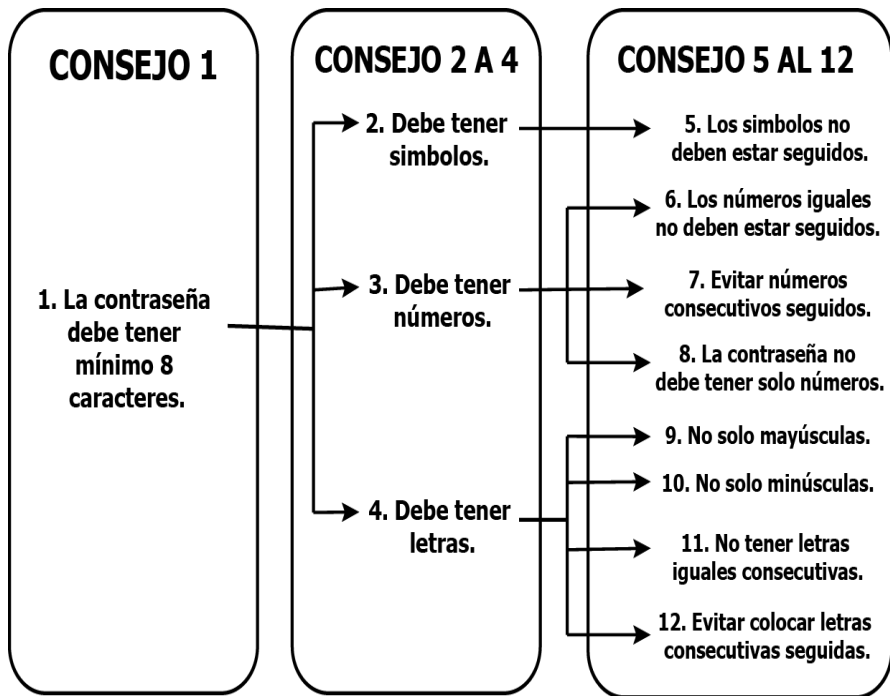 CONSEJO 1
1. La contraseña
debe tener
mínimo 8
caracteres.
CONSEJO 2 A 4
2. Debe tener
simbolos.
3. Debe tener
números.
4. Debe tener
letras.
CONSEJO 5 AL 12
5. Los simbolos no
deben estar seguidos.
6. Los números iguales
no deben estar seguidos.
7. Evitar números
consecutivos seguidos.
8. La contraseña no
debe tener solo números.
9. No solo mayúsculas.
10. No solo minúsculas.
11. No tener letras
iguales consecutivas.
12. Evitar colocar letras
consecutivas seguidas.